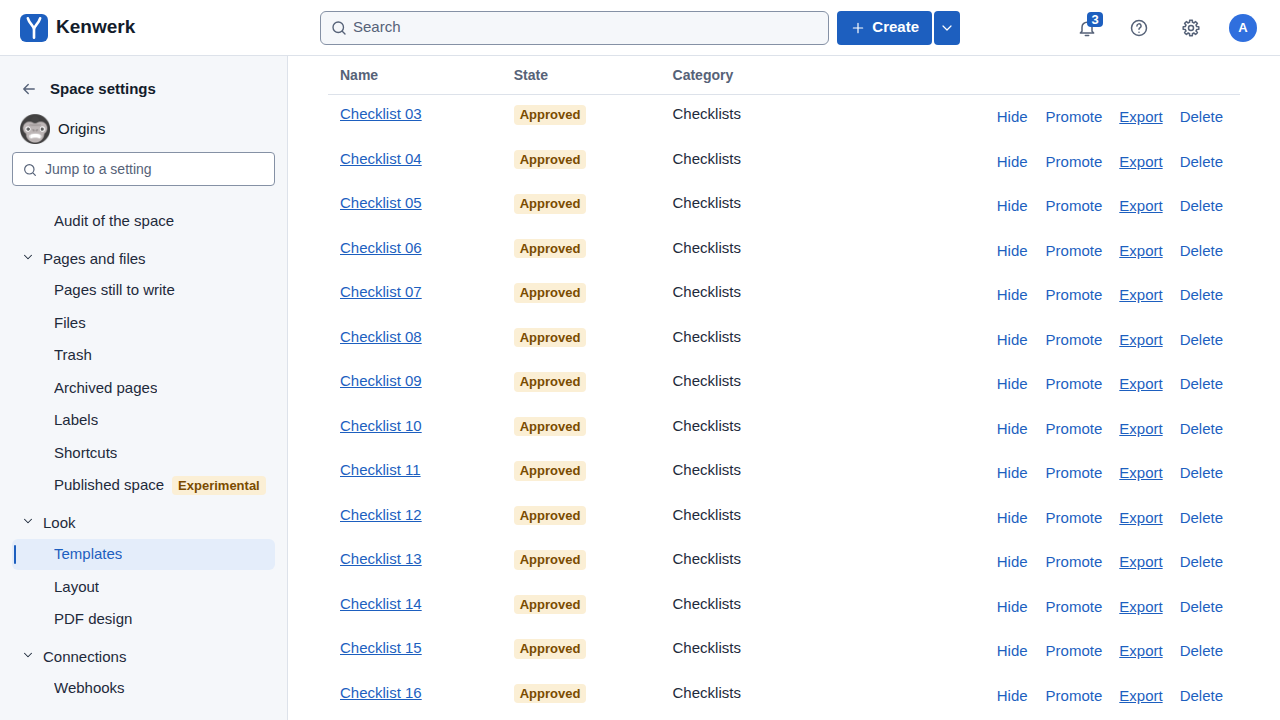 Kenwerk
Search
Create
3
A
Space settings
Origins
Jump to a setting
Audit of the space
Pages and files
Pages still to write
Files
Trash
Archived pages
Labels
Shortcuts
Published space Experimental
Look
Templates
Layout
PDF design
Connections
Webhooks
Name State Category
Checklist 03 Approved Checklists Hide Promote Export Delete
Checklist 04 Approved Checklists Hide Promote Export Delete
Checklist 05 Approved Checklists Hide Promote Export Delete
Checklist 06 Approved Checklists Hide Promote Export Delete
Checklist 07 Approved Checklists Hide Promote Export Delete
Checklist 08 Approved Checklists Hide Promote Export Delete
Checklist 09 Approved Checklists Hide Promote Export Delete
Checklist 10 Approved Checklists Hide Promote Export Delete
Checklist 11 Approved Checklists Hide Promote Export Delete
Checklist 12 Approved Checklists Hide Promote Export Delete
Checklist 13 Approved Checklists Hide Promote Export Delete
Checklist 14 Approved Checklists Hide Promote Export Delete
Checklist 15 Approved Checklists Hide Promote Export Delete
Checklist 16 Approved Checklists Hide Promote Export Delete